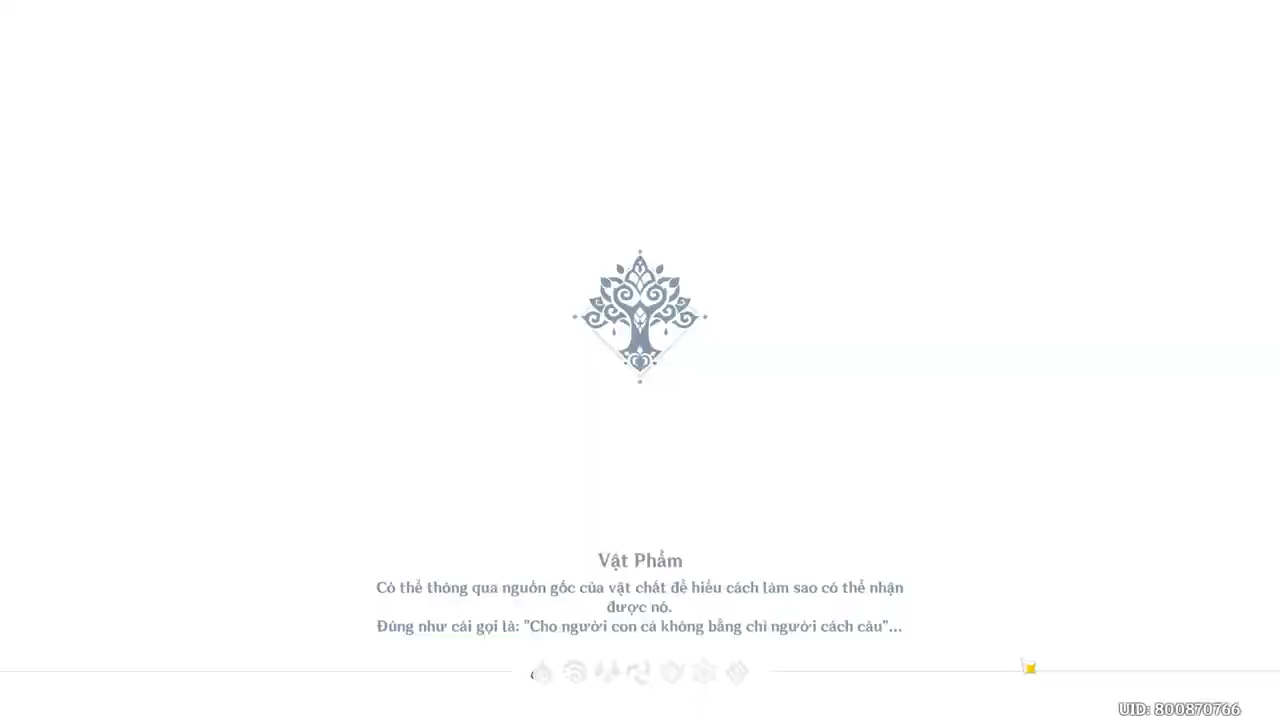 Vật Phẩm
Có thể thông qua nguồn gốc của vật chất để hiểu cách làm sao có thể nhận
được nó.
Đúng như cái gọi là: "Cho người con cá không bằng chỉ người cách câu"...
UID: 800870766